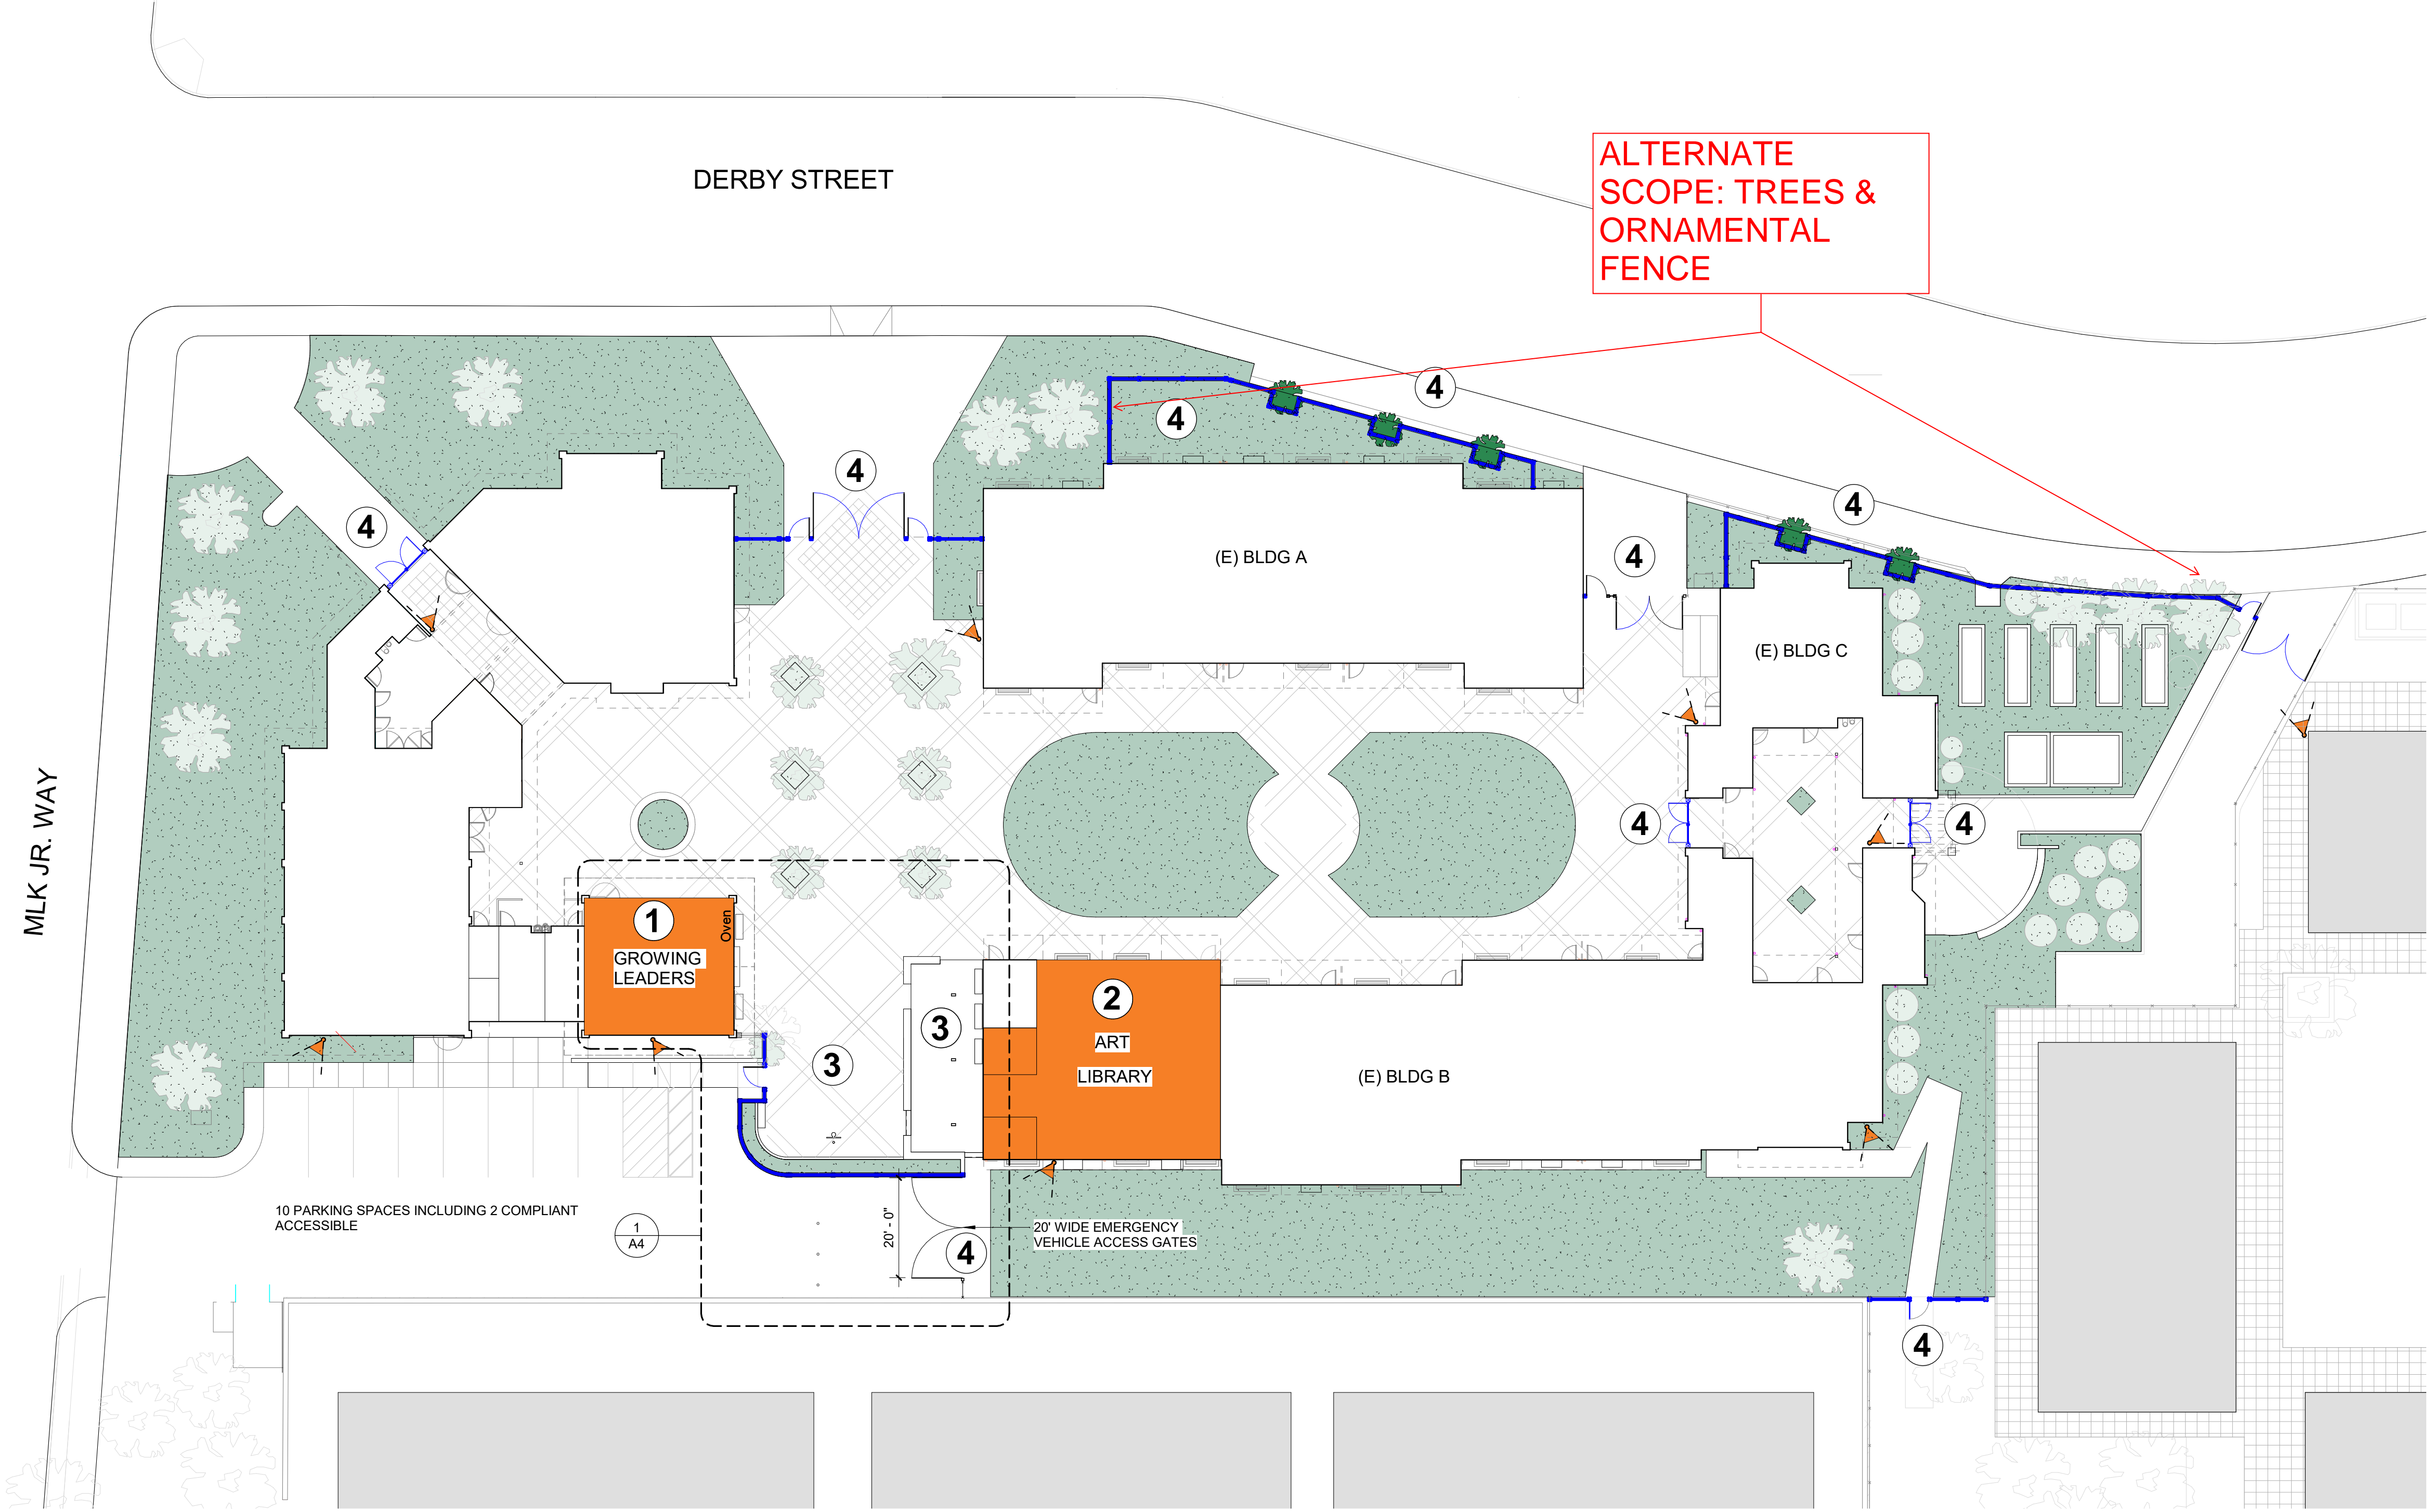 DERBY STREET
ALTERNATE
SCOPE: TREES &
ORNAMENTAL
FENCE
4
4
4
4
4
4
(E) BLDG A
(E) BLDG C
MLK JR. WAY
4
4
1
GROWING
LEADERS
Oven
2
ART
LIBRARY
3
3
(E) BLDG B
10 PARKING SPACES INCLUDING 2 COMPLIANT
ACCESSIBLE
1
A4
20' - 0"
20' WIDE EMERGENCY
VEHICLE ACCESS GATES
4
4